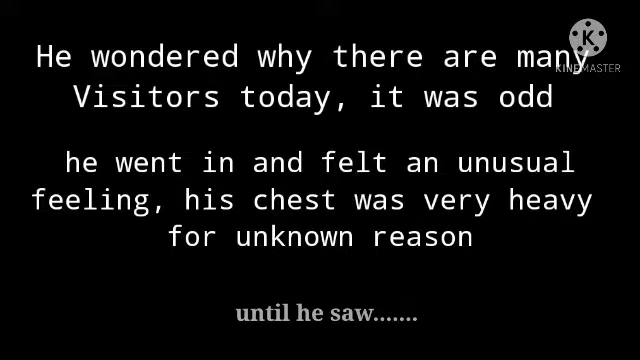 He wondered why there are many
Visitors today, it was odd
he went in and felt an unusual
feeling, his chest was very heavy
for unknown reason
until he saw.......
K
KINEMASTER